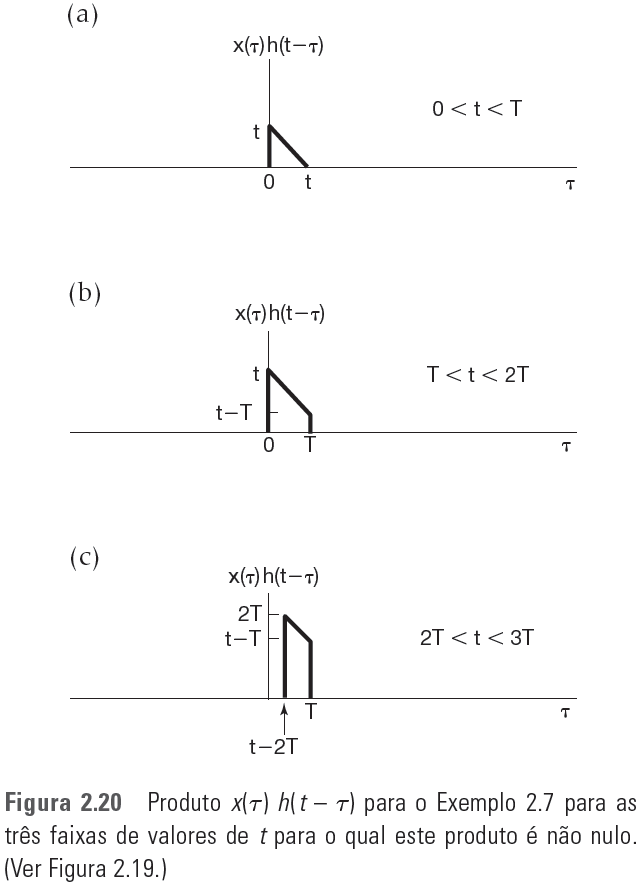 (a)
x(τ)h(t−τ)
0 < t < T
t
0 t τ
(b)
x(τ)h(t−τ)
t
T < t < 2T
t−T
0 T τ
(c)
x(τ)h(t−τ)
2T
t−T
2T < t < 3T
T τ
t−2T
Figura 2.20 Produto x(τ) h(t − τ) para o Exemplo 2.7 para as
três faixas de valores de t para o qual este produto é não nulo.
(Ver Figura 2.19.)